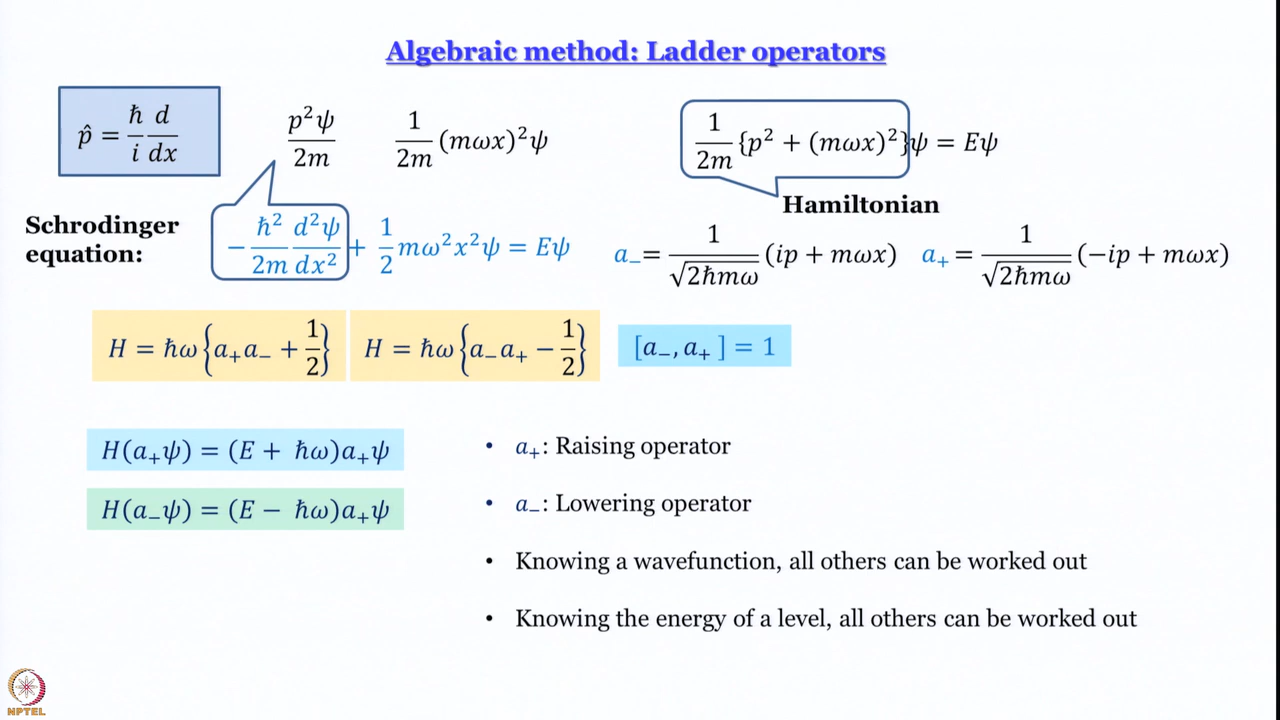 Algebraic method: Ladder operators
p̂ = ħ/i d/dx
p²ψ/2m
1/2m (mωx)²ψ
1/2m {p² + (mωx)²}ψ = Eψ
Hamiltonian
Schrodinger equation:
−ħ²/2m d²ψ/dx² + 1/2 mω²x²ψ = Eψ
a₋= 1/√2ħmω (ip + mωx)
a₊ = 1/√2ħmω (−ip + mωx)
H = ħω{a₊a₋ + 1/2}
H = ħω{a₋a₊ − 1/2}
[a₋, a₊ ] = 1
H(a₊ψ) = (E + ħω)a₊ψ
H(a₋ψ) = (E − ħω)a₊ψ
• a₊: Raising operator
• a₋: Lowering operator
• Knowing a wavefunction, all others can be worked out
• Knowing the energy of a level, all others can be worked out
NPTEL